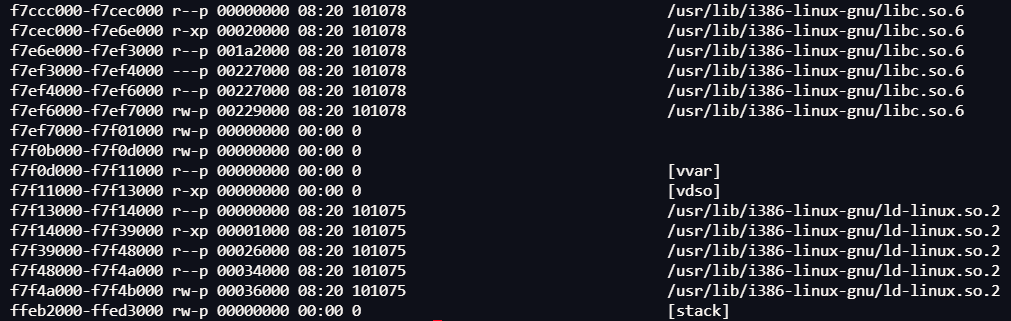 f7ccc000-f7cec000 r--p 00000000 08:20 101078 /usr/lib/i386-linux-gnu/libc.so.6
f7cec000-f7e6e000 r-xp 00020000 08:20 101078 /usr/lib/i386-linux-gnu/libc.so.6
f7e6e000-f7ef3000 r--p 001a2000 08:20 101078 /usr/lib/i386-linux-gnu/libc.so.6
f7ef3000-f7ef4000 ---p 00227000 08:20 101078 /usr/lib/i386-linux-gnu/libc.so.6
f7ef4000-f7ef6000 r--p 00227000 08:20 101078 /usr/lib/i386-linux-gnu/libc.so.6
f7ef6000-f7ef7000 rw-p 00229000 08:20 101078 /usr/lib/i386-linux-gnu/libc.so.6
f7ef7000-f7f01000 rw-p 00000000 00:00 0
f7f0b000-f7f0d000 rw-p 00000000 00:00 0
f7f0d000-f7f11000 r--p 00000000 00:00 0 [vvar]
f7f11000-f7f13000 r-xp 00000000 00:00 0 [vdso]
f7f13000-f7f14000 r--p 00000000 08:20 101075 /usr/lib/i386-linux-gnu/ld-linux.so.2
f7f14000-f7f39000 r-xp 00001000 08:20 101075 /usr/lib/i386-linux-gnu/ld-linux.so.2
f7f39000-f7f48000 r--p 00026000 08:20 101075 /usr/lib/i386-linux-gnu/ld-linux.so.2
f7f48000-f7f4a000 r--p 00034000 08:20 101075 /usr/lib/i386-linux-gnu/ld-linux.so.2
f7f4a000-f7f4b000 rw-p 00036000 08:20 101075 /usr/lib/i386-linux-gnu/ld-linux.so.2
ffeb2000-ffed3000 rw-p 00000000 00:00 0 [stack]